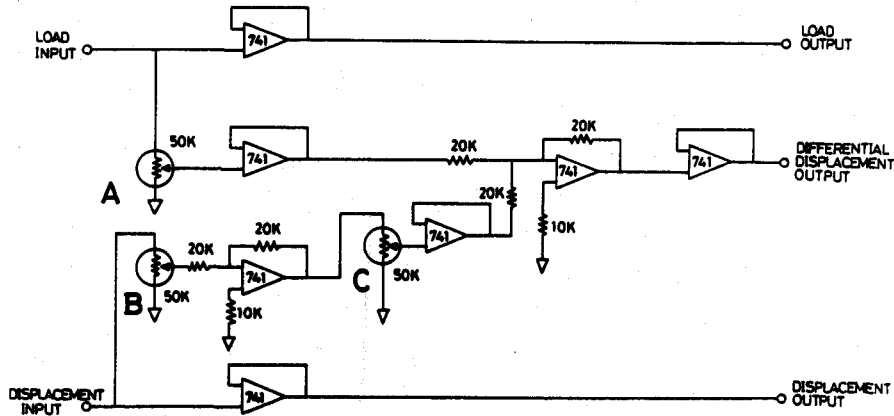 LOAD
INPUT
741
LOAD
OUTPUT
50K
A
741
20K
20K
741
741
DIFFERENTIAL
DISPLACEMENT
OUTPUT
20K
10K
20K
20K
741
50K
B
10K
C
50K
741
DISPLACEMENT
INPUT
741
DISPLACEMENT
OUTPUT